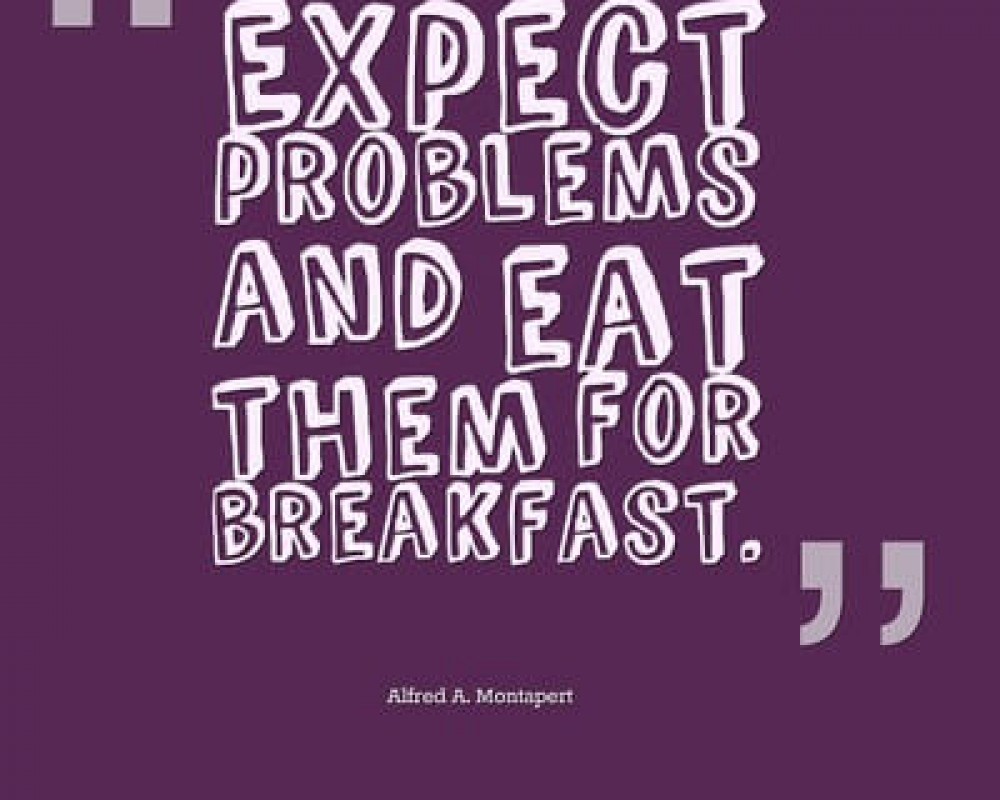 EXPECT
PROBLEMS
AND EAT
THEM FOR
BREAKFAST.
”
Alfred A. Montapert